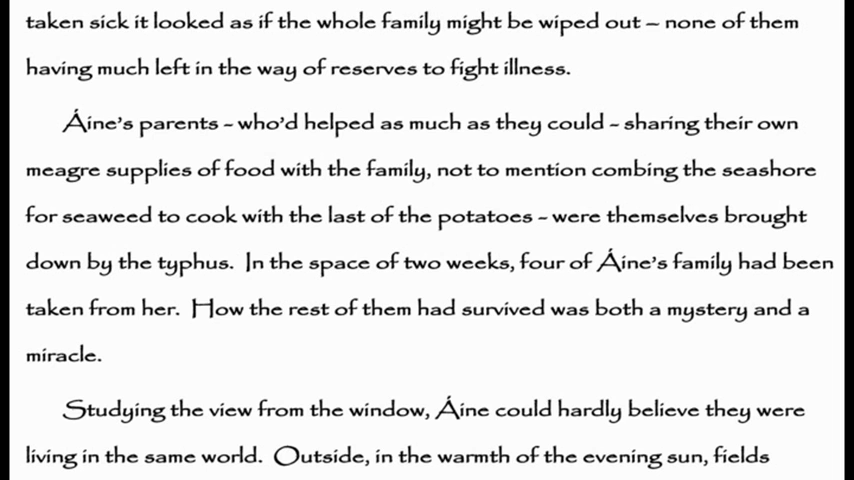 taken sick it looked as if the whole family might be wiped out – none of them
having much left in the way of reserves to fight illness.
Áine's parents - who'd helped as much as they could - sharing their own
meagre supplies of food with the family, not to mention combing the seashore
for seaweed to cook with the last of the potatoes - were themselves brought
down by the typhus.  In the space of two weeks, four of Áine's family had been
taken from her.  How the rest of them had survived was both a mystery and a
miracle.
Studying the view from the window, Áine could hardly believe they were
living in the same world.  Outside, in the warmth of the evening sun, fields